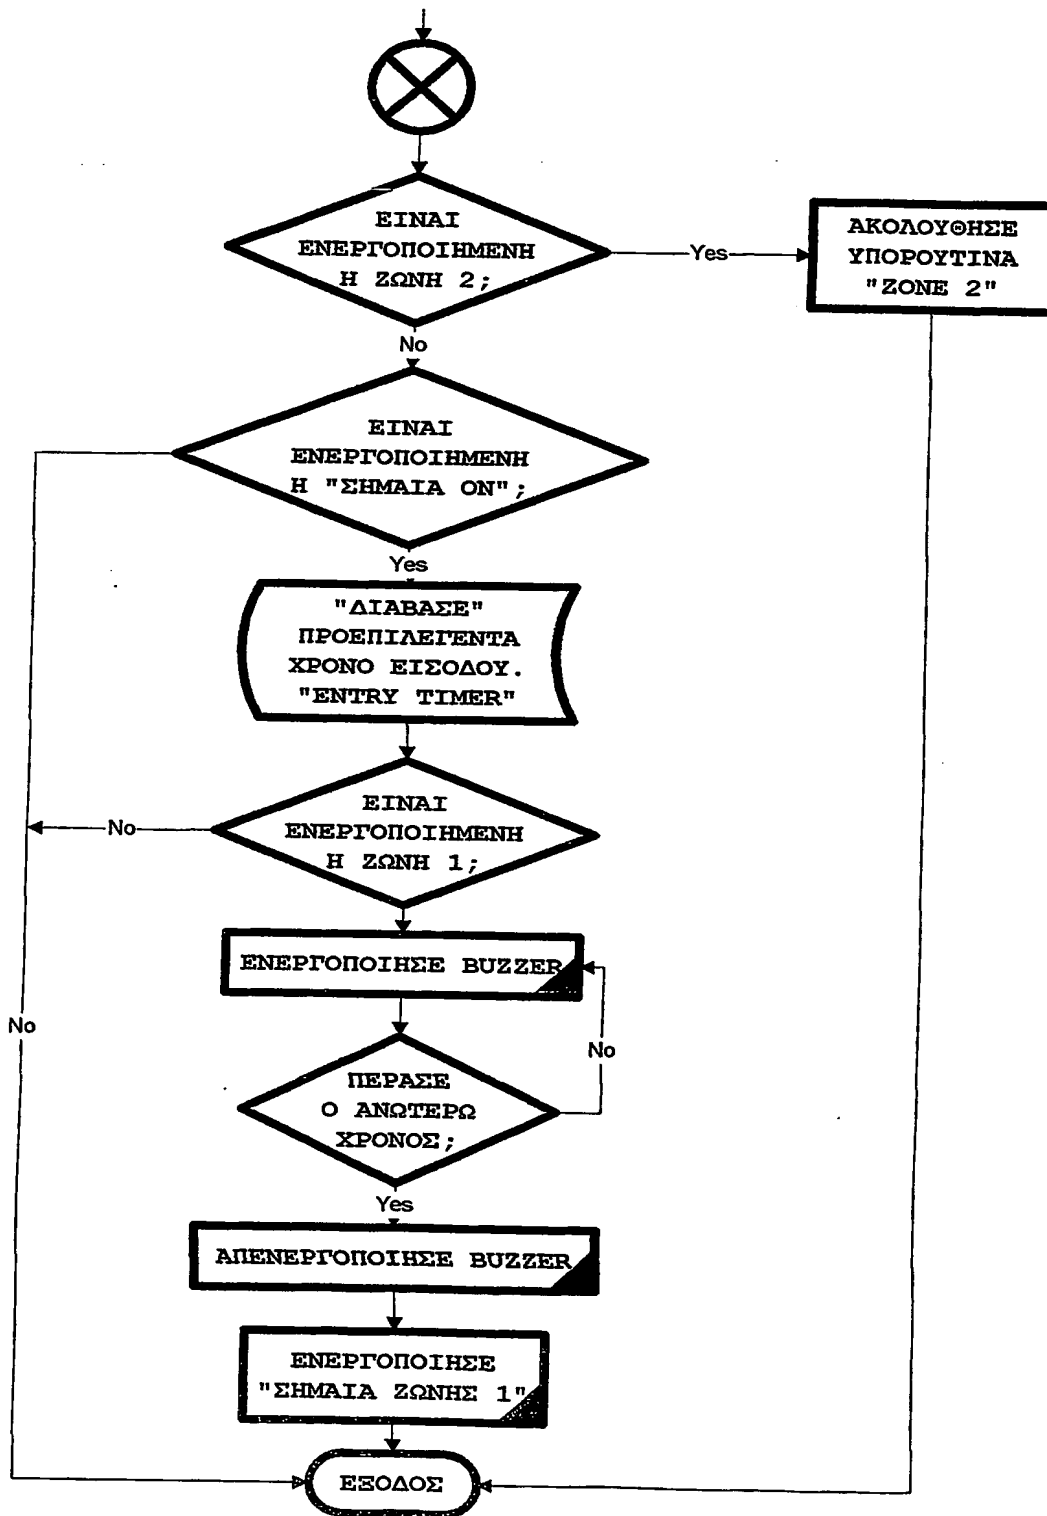 ΕΙΝΑΙ
ΕΝΕΡΓΟΠΟΙΗΜΕΝΗ
Η ΖΩΝΗ 2;
Yes
ΑΚΟΛΟΥΘΗΣΕ
ΥΠΟΡΟΥΤΙΝΑ
"ZONE 2"
No
ΕΙΝΑΙ
ΕΝΕΡΓΟΠΟΙΗΜΕΝΗ
Η "ΣΗΜΑΙΑ ΟΝ";
Yes
"ΔΙΑΒΑΣΕ"
ΠΡΟΕΠΙΛΕΓΕΝΤΑ
ΧΡΟΝΟ ΕΙΣΟΔΟΥ.
"ENTRY TIMER"
ΕΙΝΑΙ
ΕΝΕΡΓΟΠΟΙΗΜΕΝΗ
Η ΖΩΝΗ 1;
No
ΕΝΕΡΓΟΠΟΙΗΣΕ BUZZER
No
No
ΠΕΡΑΣΕ
Ο ΑΝΩΤΕΡΩ
ΧΡΟΝΟΣ;
Yes
ΑΠΕΝΕΡΓΟΠΟΙΗΣΕ BUZZER
ΕΝΕΡΓΟΠΟΙΗΣΕ
"ΣΗΜΑΙΑ ΖΩΝΗΣ 1"
ΕΞΟΔΟΣ